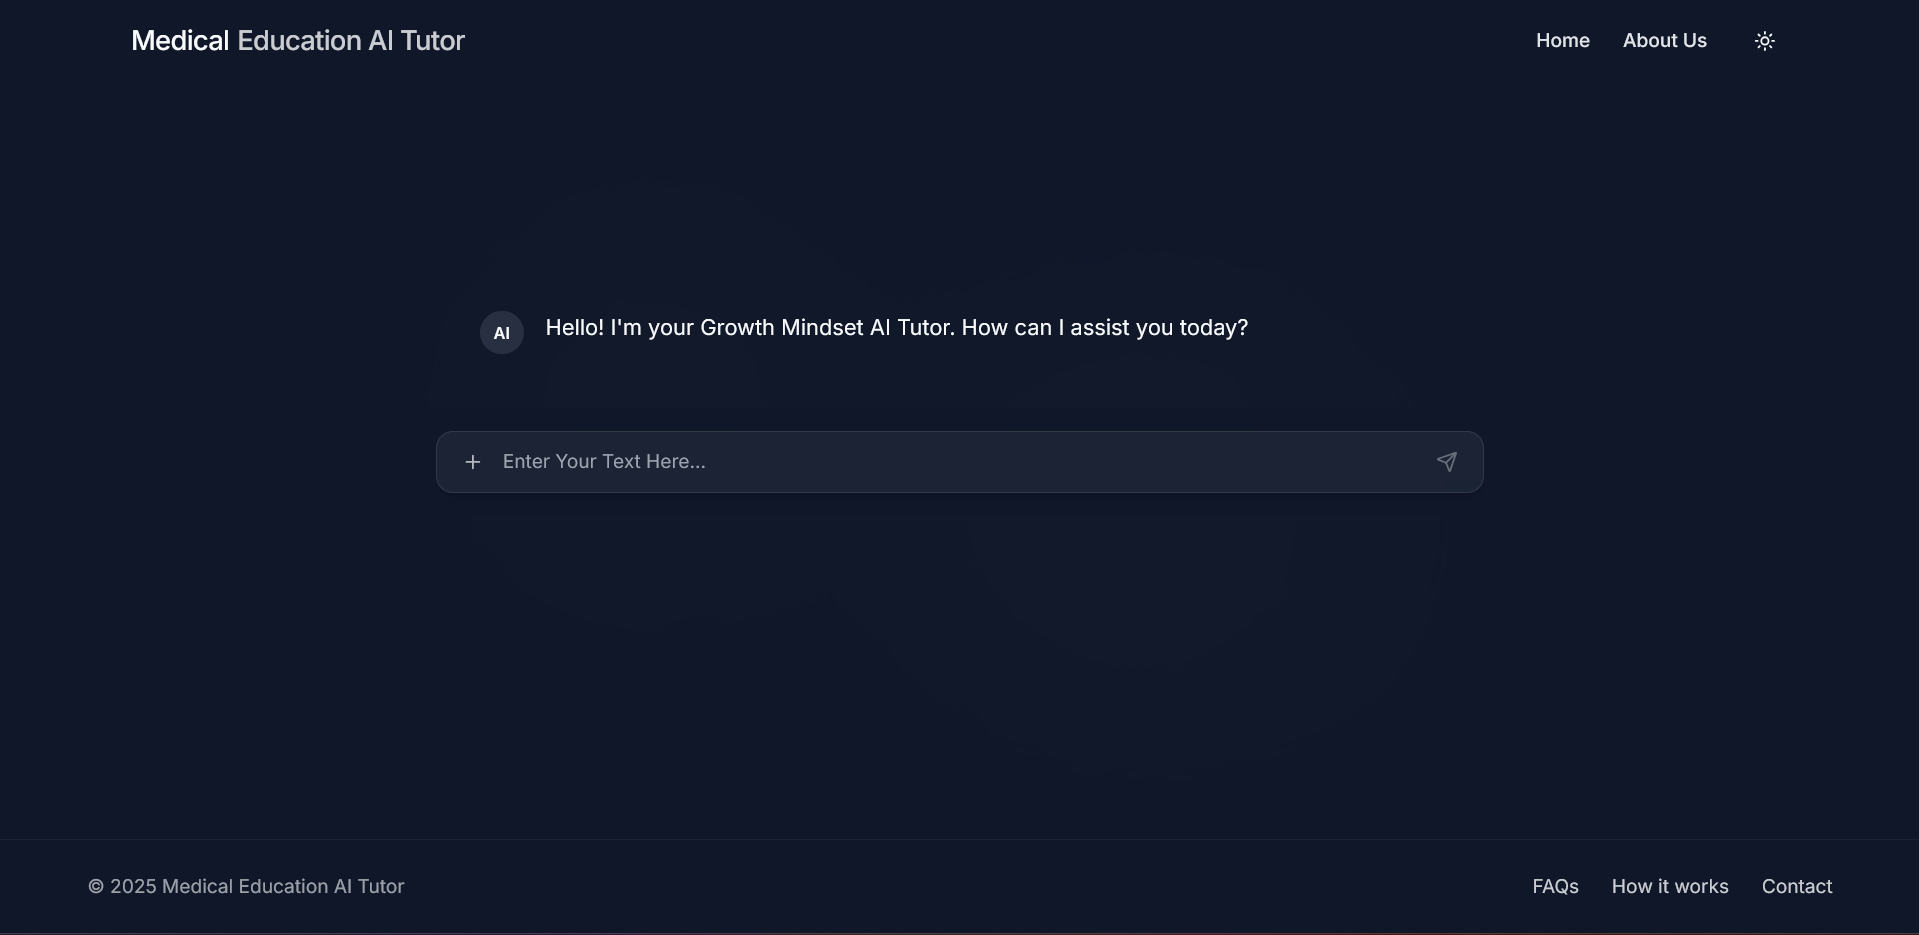 Medical Education AI Tutor
Home About Us
AI
Hello! I'm your Growth Mindset AI Tutor. How can I assist you today?
Enter Your Text Here...
© 2025 Medical Education AI Tutor
FAQs How it works Contact